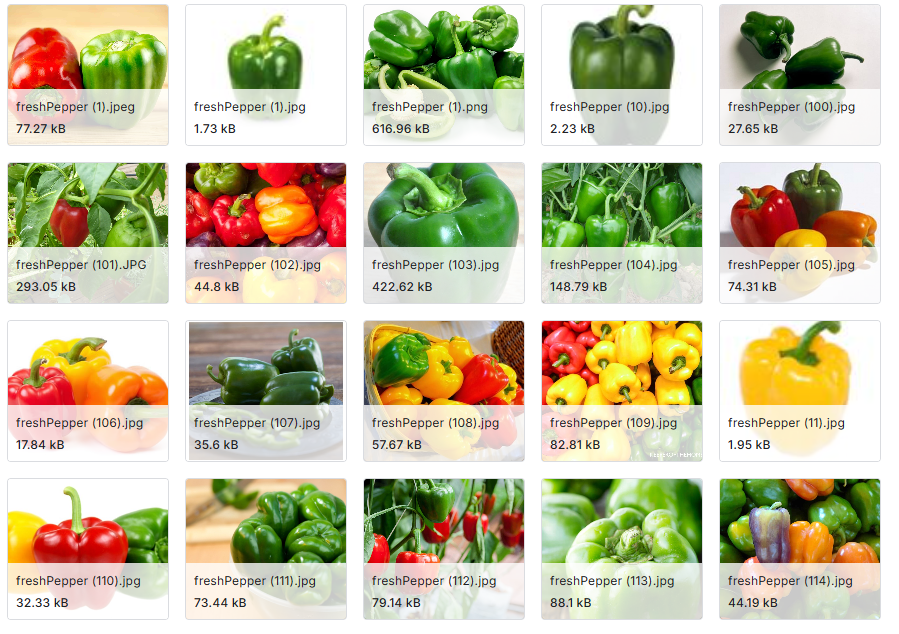 freshPepper (1).jpeg
77.27 kB
freshPepper (1).jpg
1.73 kB
freshPepper (1).png
616.96 kB
freshPepper (10).jpg
2.23 kB
freshPepper (100).jpg
27.65 kB
freshPepper (101).JPG
293.05 kB
freshPepper (102).jpg
44.8 kB
freshPepper (103).jpg
422.62 kB
freshPepper (104).jpg
148.79 kB
freshPepper (105).jpg
74.31 kB
freshPepper (106).jpg
17.84 kB
freshPepper (107).jpg
35.6 kB
freshPepper (108).jpg
57.67 kB
freshPepper (109).jpg
82.81 kB
freshPepper (11).jpg
1.95 kB
freshPepper (110).jpg
32.33 kB
freshPepper (111).jpg
73.44 kB
freshPepper (112).jpg
79.14 kB
freshPepper (113).jpg
88.1 kB
freshPepper (114).jpg
44.19 kB